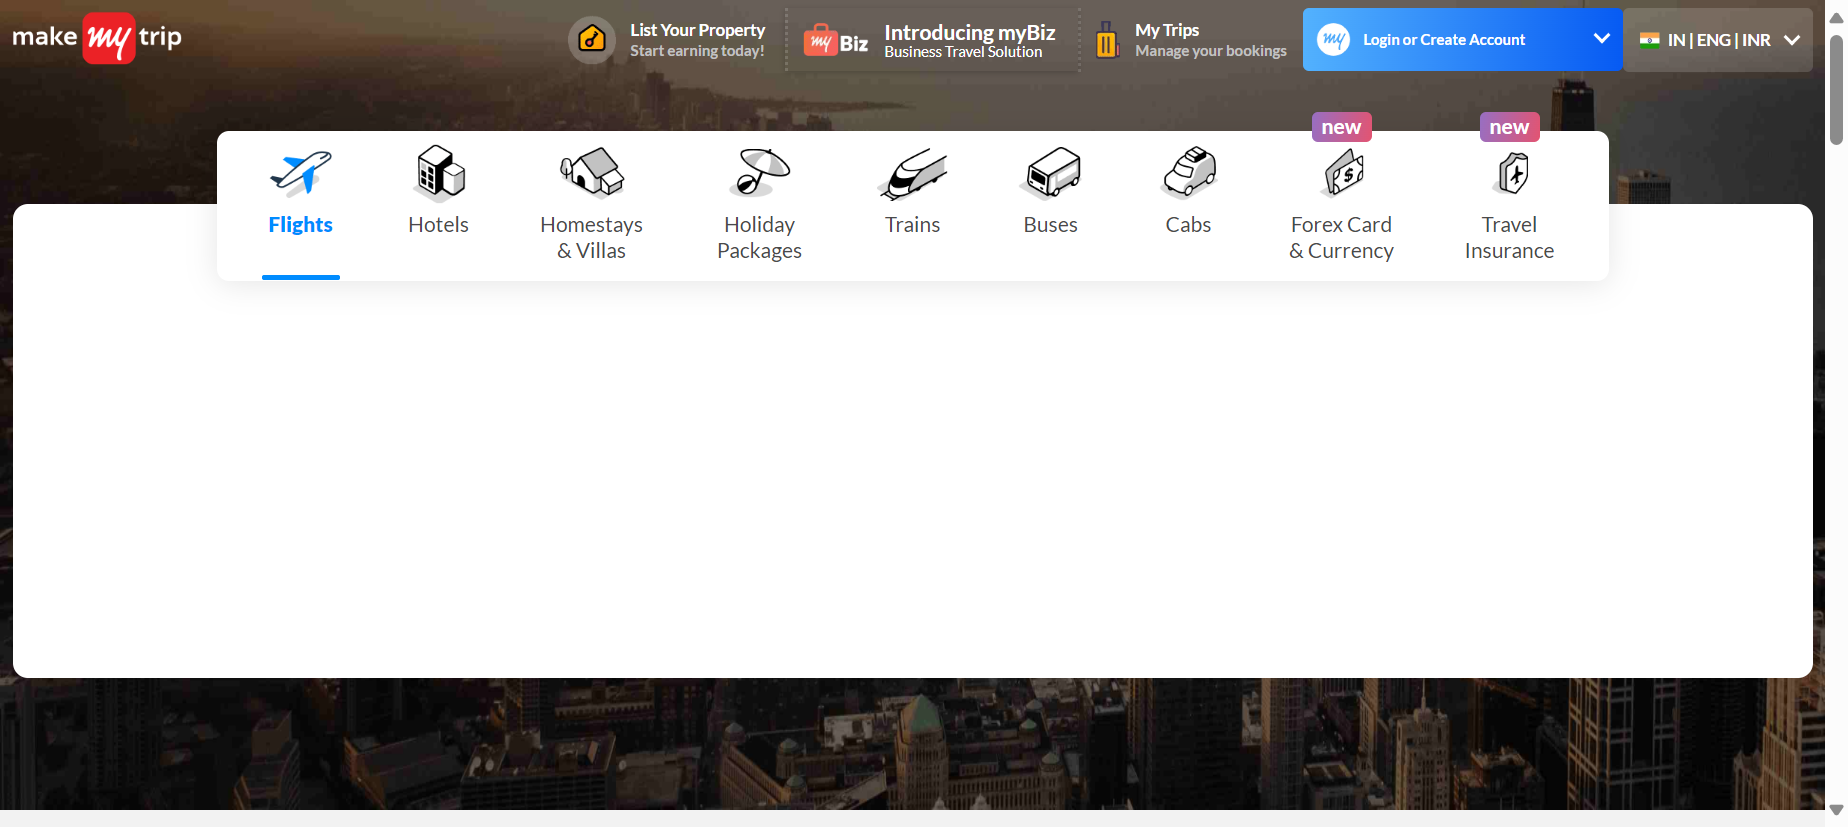 make my trip
List Your Property
Start earning today!
my Biz
Introducing myBiz
Business Travel Solution
My Trips
Manage your bookings
my
Login or Create Account
IN | ENG | INR
new
new
Flights
Hotels
Homestays
& Villas
Holiday
Packages
Trains
Buses
Cabs
Forex Card
& Currency
Travel
Insurance